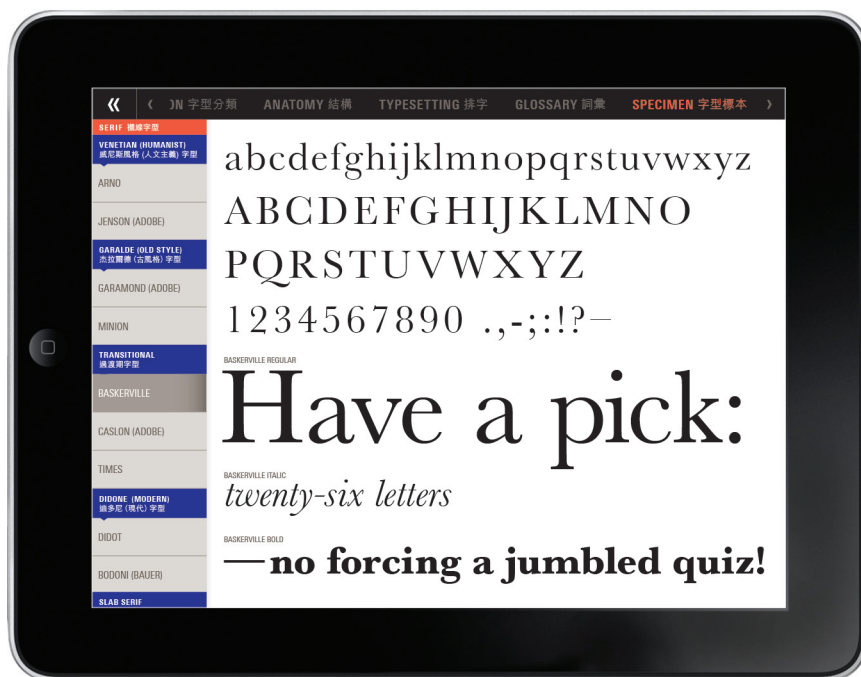 « ‹ ON 字型分類 ANATOMY 結構 TYPESETTING 排字 GLOSSARY 詞彙 SPECIMEN 字型標本 ›
SERIF 襯線字型
VENETIAN (HUMANIST)
威尼斯風格 (人文主義) 字型
ARNO
JENSON (ADOBE)
GARALDE (OLD STYLE)
杰拉爾德 (古風格) 字型
GARAMOND (ADOBE)
MINION
TRANSITIONAL
過渡期字型
BASKERVILLE
CASLON (ADOBE)
TIMES
DIDONE (MODERN)
迪多尼 (現代) 字型
DIDOT
BODONI (BAUER)
SLAB SERIF
abcdefghijklmnopqrstuvwxyz
ABCDEFGHIJKLMNO
PQRSTUVWXYZ
1234567890 .,-;:!?—
BASKERVILLE REGULAR
Have a pick:
BASKERVILLE ITALIC
twenty-six letters
BASKERVILLE BOLD
—no forcing a jumbled quiz!